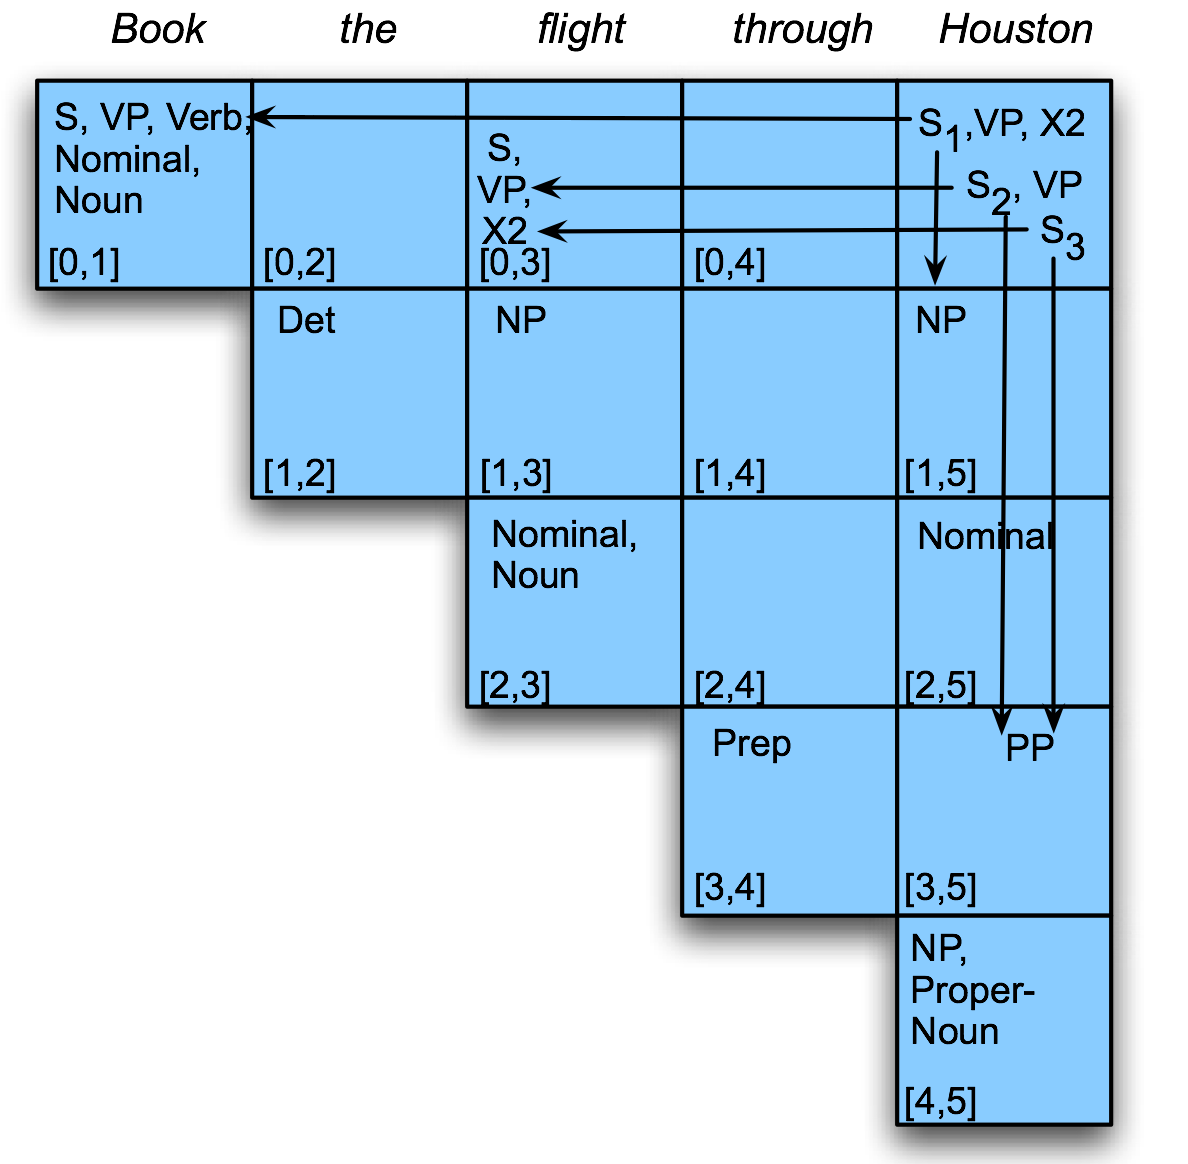 Book the flight through Houston
S, VP, Verb,
Nominal,
Noun
[0,1]
[0,2]
S,
VP,
X2
[0,3]
[0,4]
S1,VP, X2
S2, VP
S3
Det
[1,2]
NP
[1,3]
[1,4]
NP
[1,5]
Nominal,
Noun
[2,3]
[2,4]
Nominal
[2,5]
Prep
[3,4]
PP
[3,5]
NP,
Proper-
Noun
[4,5]